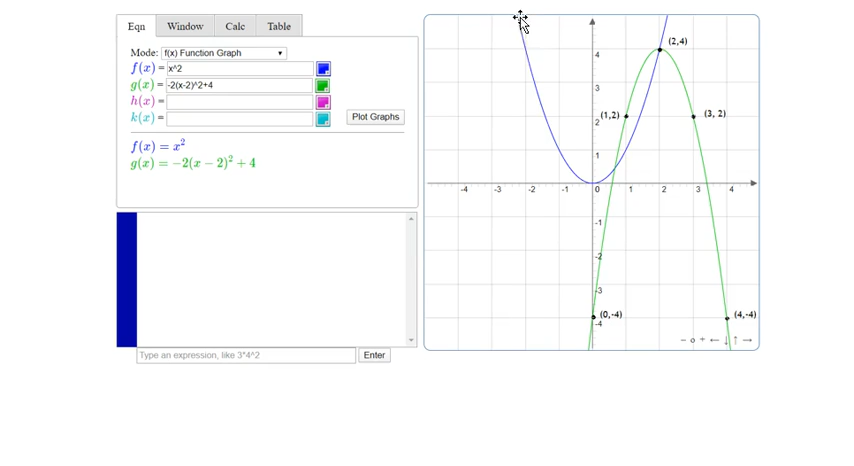 Eqn Window Calc Table
Mode: f(x) Function Graph
f(x) = x^2
g(x) = -2(x-2)^2+4
h(x) =
k(x) =
Plot Graphs
f(x) = x²
g(x) = −2(x − 2)² + 4
Type an expression, like 3*4^2
Enter
(2,4)
4
3
(1,2)
2
(3, 2)
1
-4 -3 -2 -1 0 1 2 3 4
-1
-2
-3
(0,-4)
(4,-4)
-4
− o + ← ↓ ↑ →